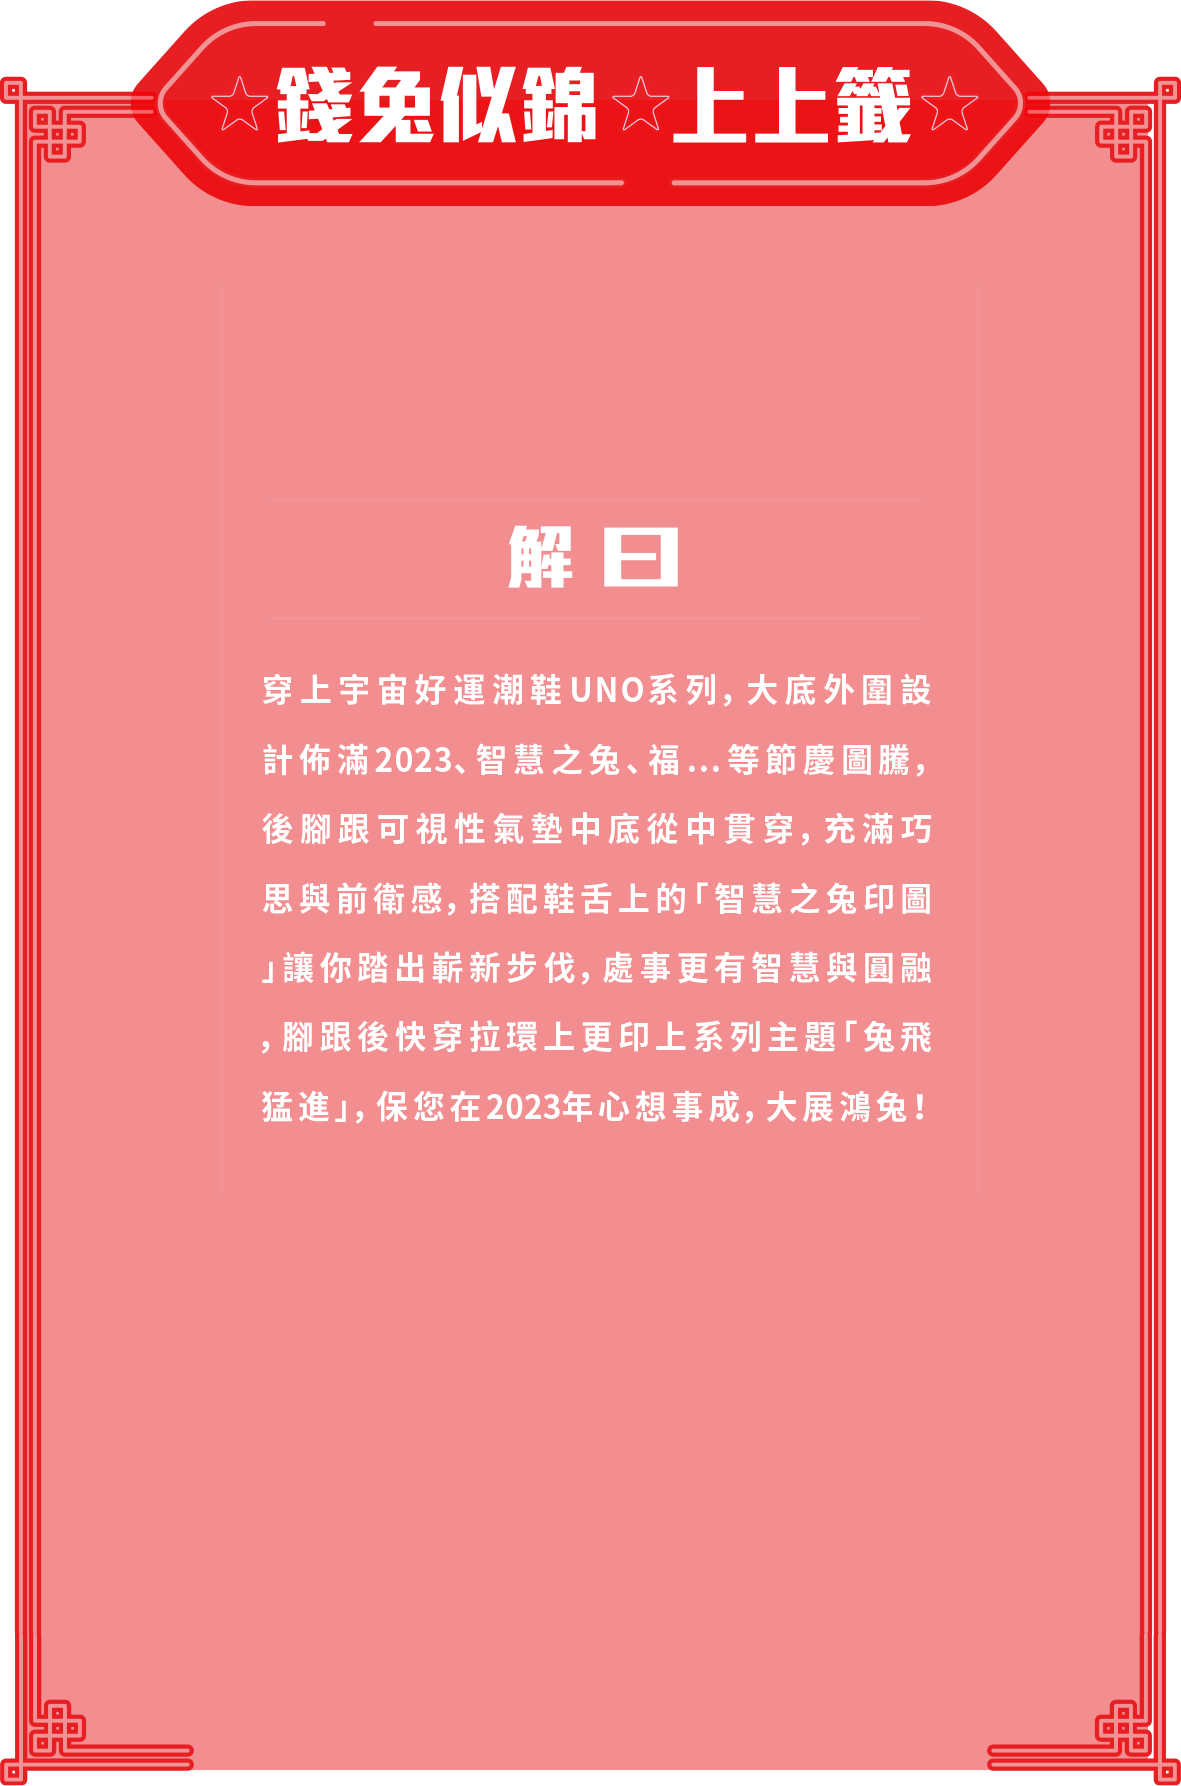 ☆錢兔似錦☆上上籤☆
解曰
穿上宇宙好運潮鞋UNO系列，大底外圍設
計佈滿2023、智慧之兔、福...等節慶圖騰，
後腳跟可視性氣墊中底從中貫穿，充滿巧
思與前衛感，搭配鞋舌上的「智慧之兔印圖
」讓你踏出嶄新步伐，處事更有智慧與圓融
，腳跟後快穿拉環上更印上系列主題「兔飛
猛進」，保您在2023年心想事成，大展鴻兔！